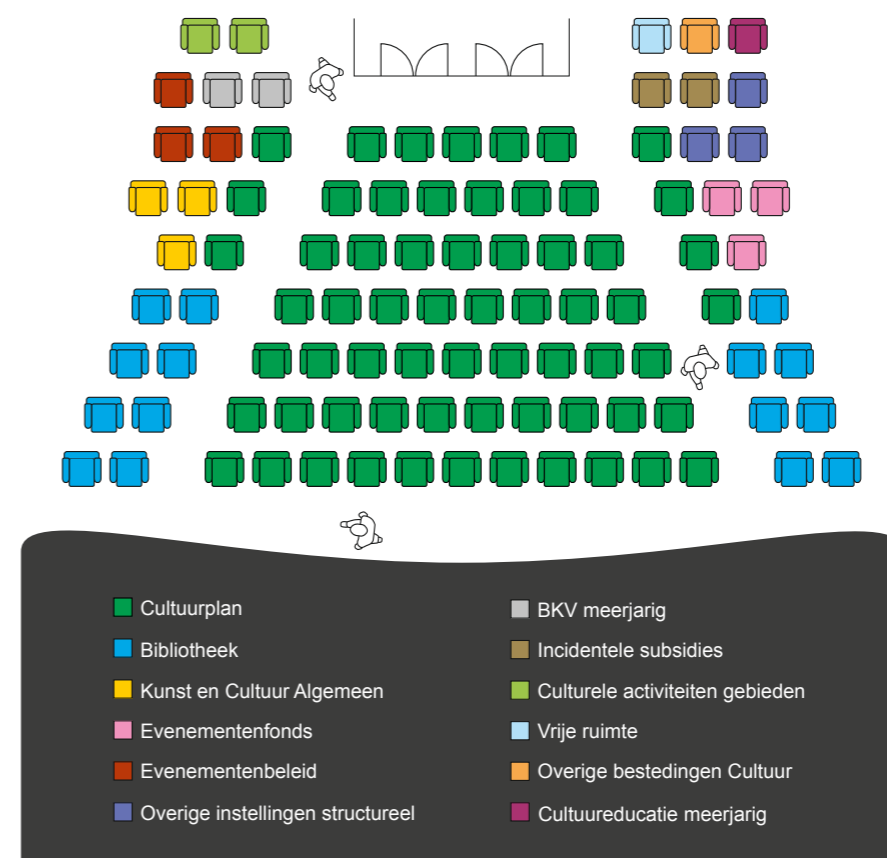 Cultuurplan
Bibliotheek
Kunst en Cultuur Algemeen
Evenementenfonds
Evenementenbeleid
Overige instellingen structureel
BKV meerjarig
Incidentele subsidies
Culturele activiteiten gebieden
Vrije ruimte
Overige bestedingen Cultuur
Cultuureducatie meerjarig